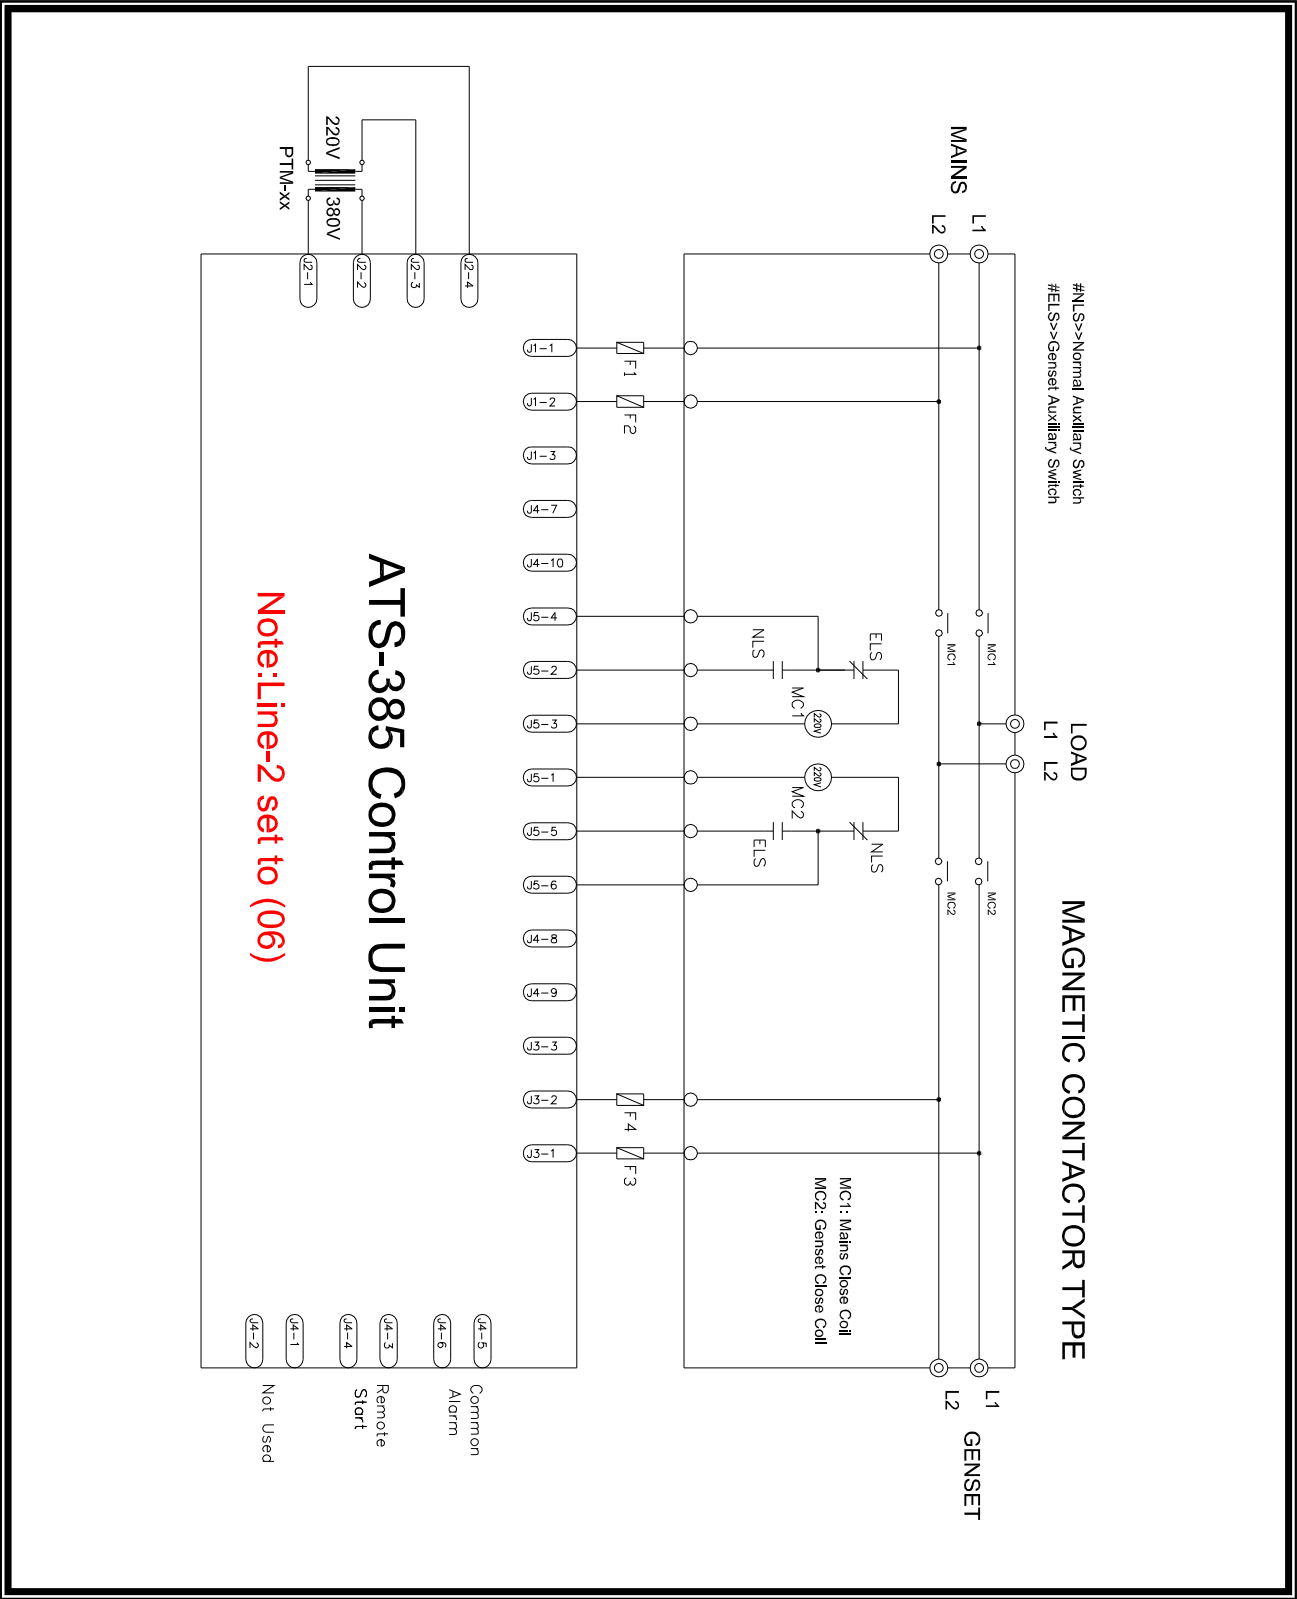 MAGNETIC CONTACTOR TYPE
#NLS>>Normal Auxiliary Switch
#ELS>>Genset Auxiliary Switch
LOAD
L1 L2
MAINS
L1
L2
MC1
MC1
MC2
MC2
L1
L2
GENSET
ELS
NLS
MC1
220V
220V
MC2
NLS
ELS
MC1: Mains Close Coil
MC2: Genset Close Coil
F1
F2
F4
F3
J1-1
J1-2
J1-3
J4-7
J4-10
J5-4
J5-2
J5-3
J5-1
J5-5
J5-6
J4-8
J4-9
J3-3
J3-2
J3-1
220V
380V
PTM-xx
J2-4
J2-3
J2-2
J2-1
ATS-385 Control Unit
Note:Line-2 set to (06)
J4-5
J4-6
Common
Alarm
J4-3
J4-4
Remote
Start
J4-1
J4-2
Not Used